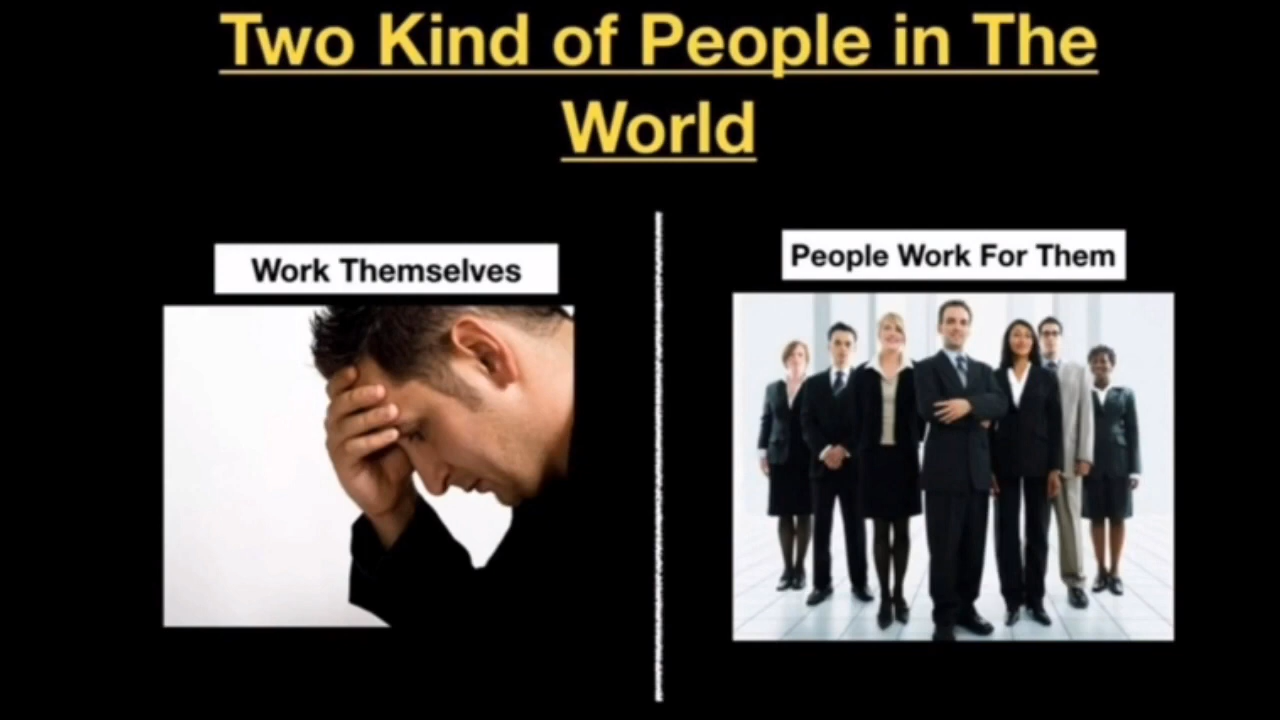 Two Kind of People in The
World
Work Themselves
People Work For Them